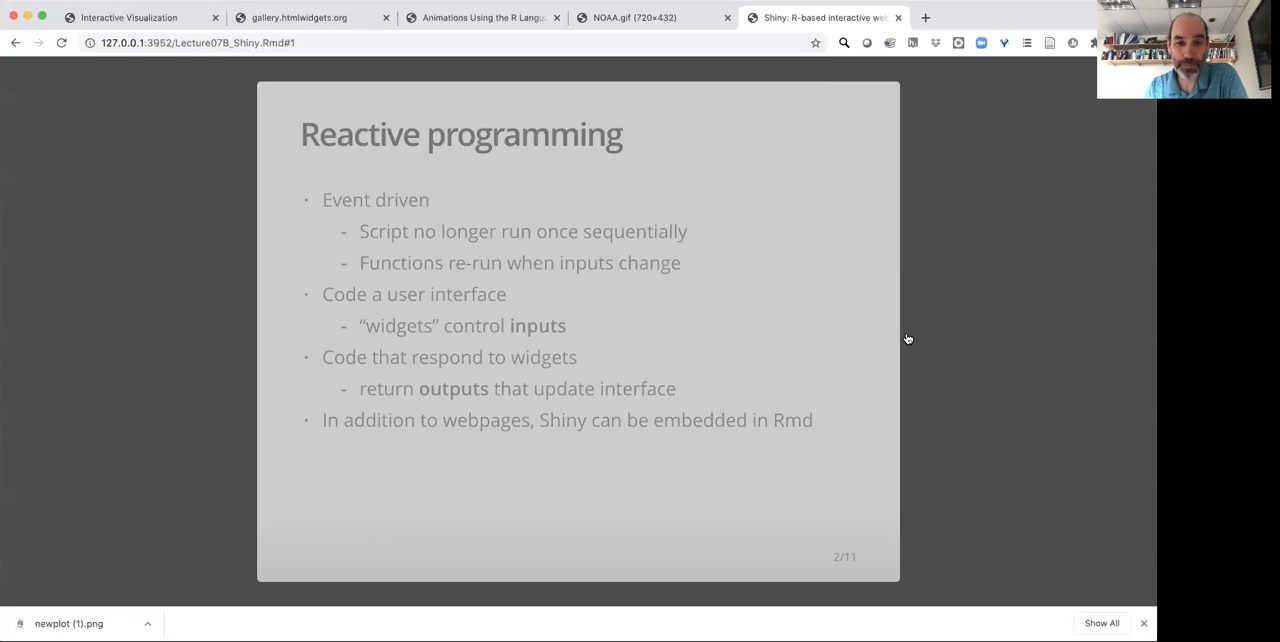 Interactive Visualization
gallery.htmlwidgets.org
Animations Using the R Langu
NOAA.gif (720×432)
Shiny: R-based interactive we
127.0.0.1:3952/Lecture07B_Shiny.Rmd#1
Reactive programming
· Event driven
- Script no longer run once sequentially
- Functions re-run when inputs change
· Code a user interface
- “widgets” control inputs
· Code that respond to widgets
- return outputs that update interface
· In addition to webpages, Shiny can be embedded in Rmd
2/11
newplot (1).png
Show All